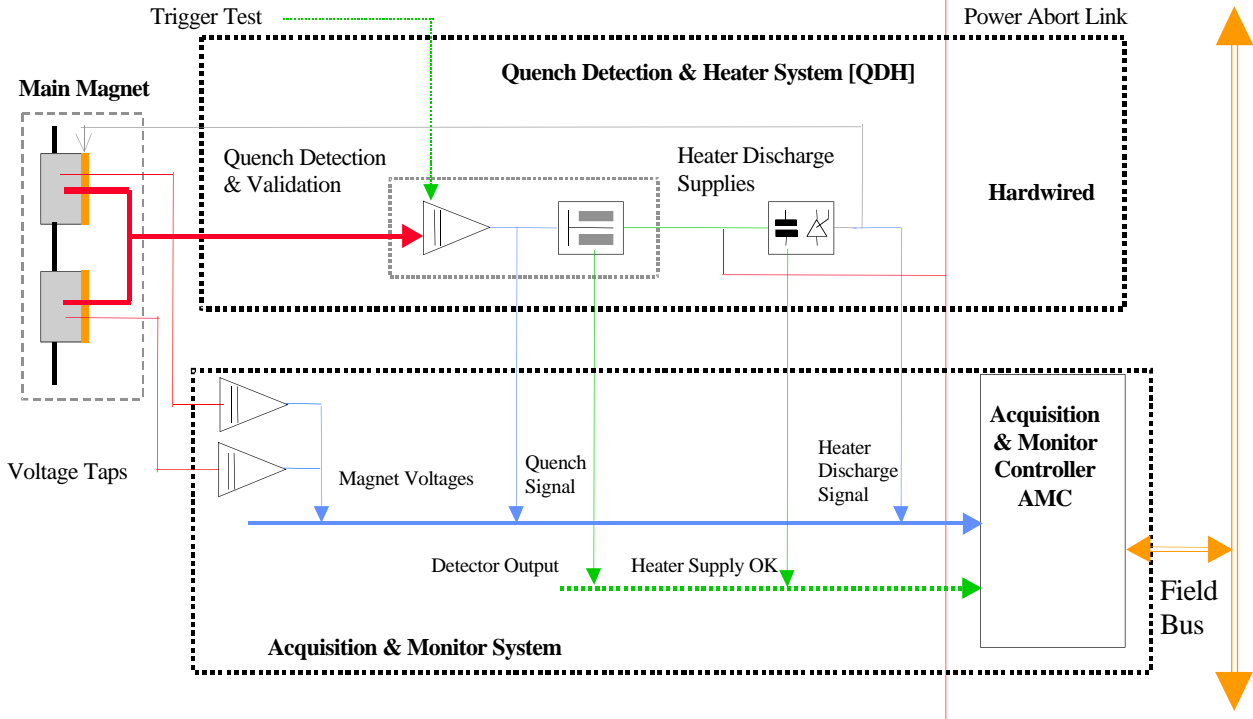 Trigger Test
Power Abort Link
Quench Detection & Heater System [QDH]
Main Magnet
Quench Detection
& Validation
Heater Discharge
Supplies
Hardwired
Voltage Taps
Magnet Voltages
Quench
Signal
Heater
Discharge
Signal
Acquisition
& Monitor
Controller
AMC
Detector Output
Heater Supply OK
Field
Bus
Acquisition & Monitor System